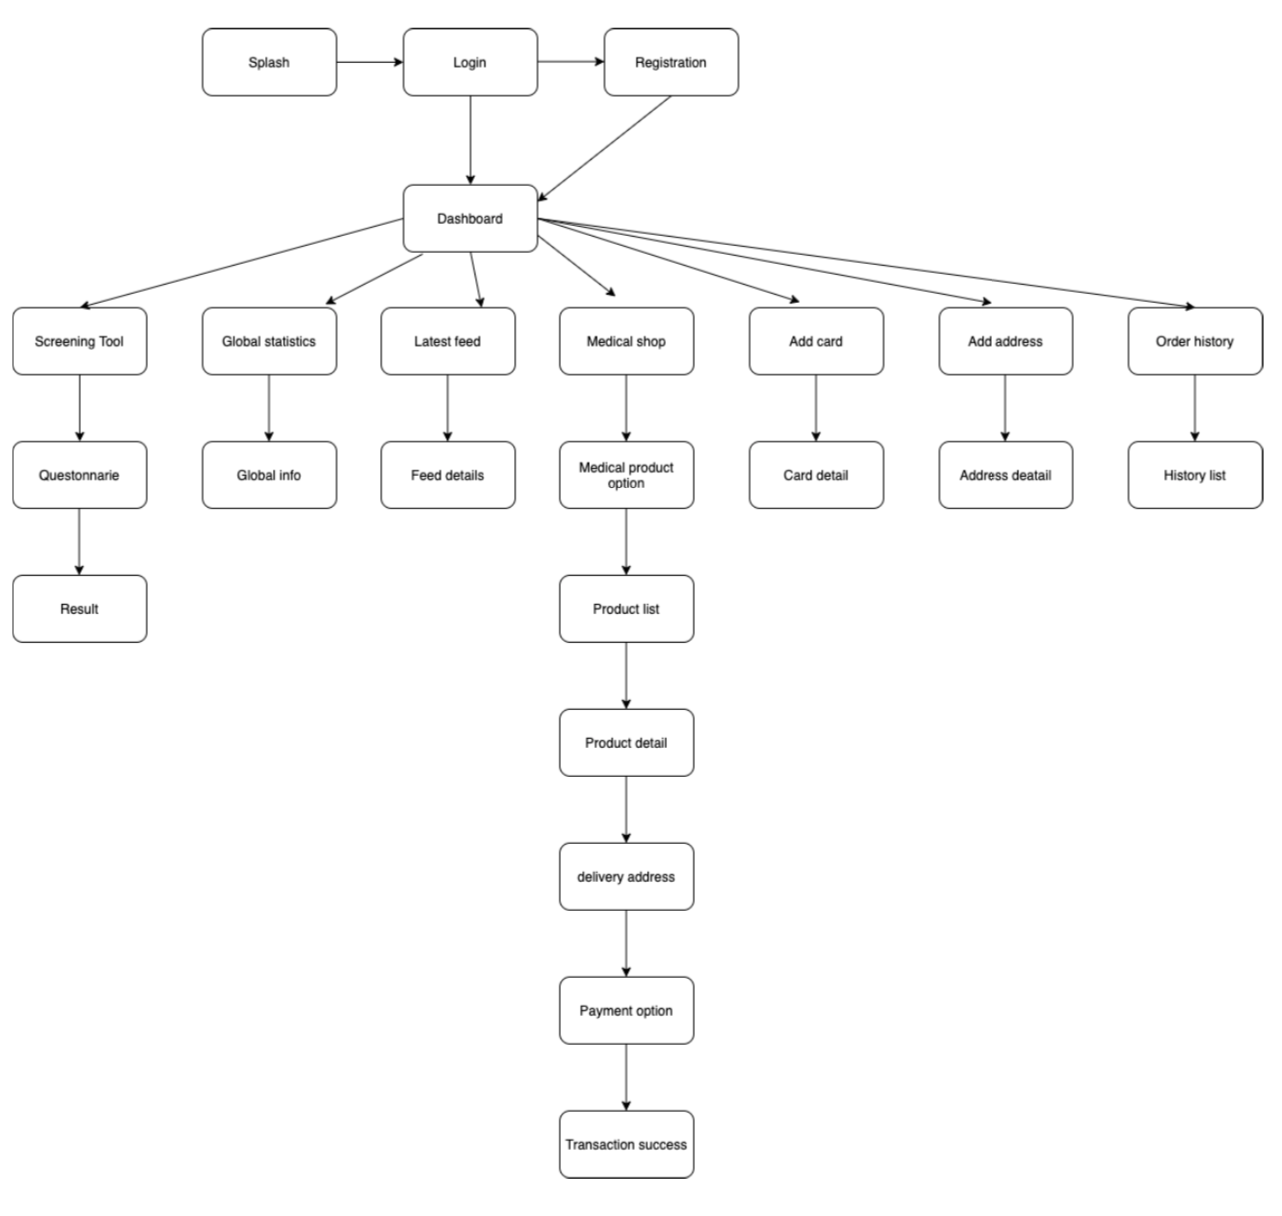 Splash
Login
Registration
Dashboard
Screening Tool
Global statistics
Latest feed
Medical shop
Add card
Add address
Order history
Questonnarie
Global info
Feed details
Medical product
option
Card detail
Address deatail
History list
Result
Product list
Product detail
delivery address
Payment option
Transaction success